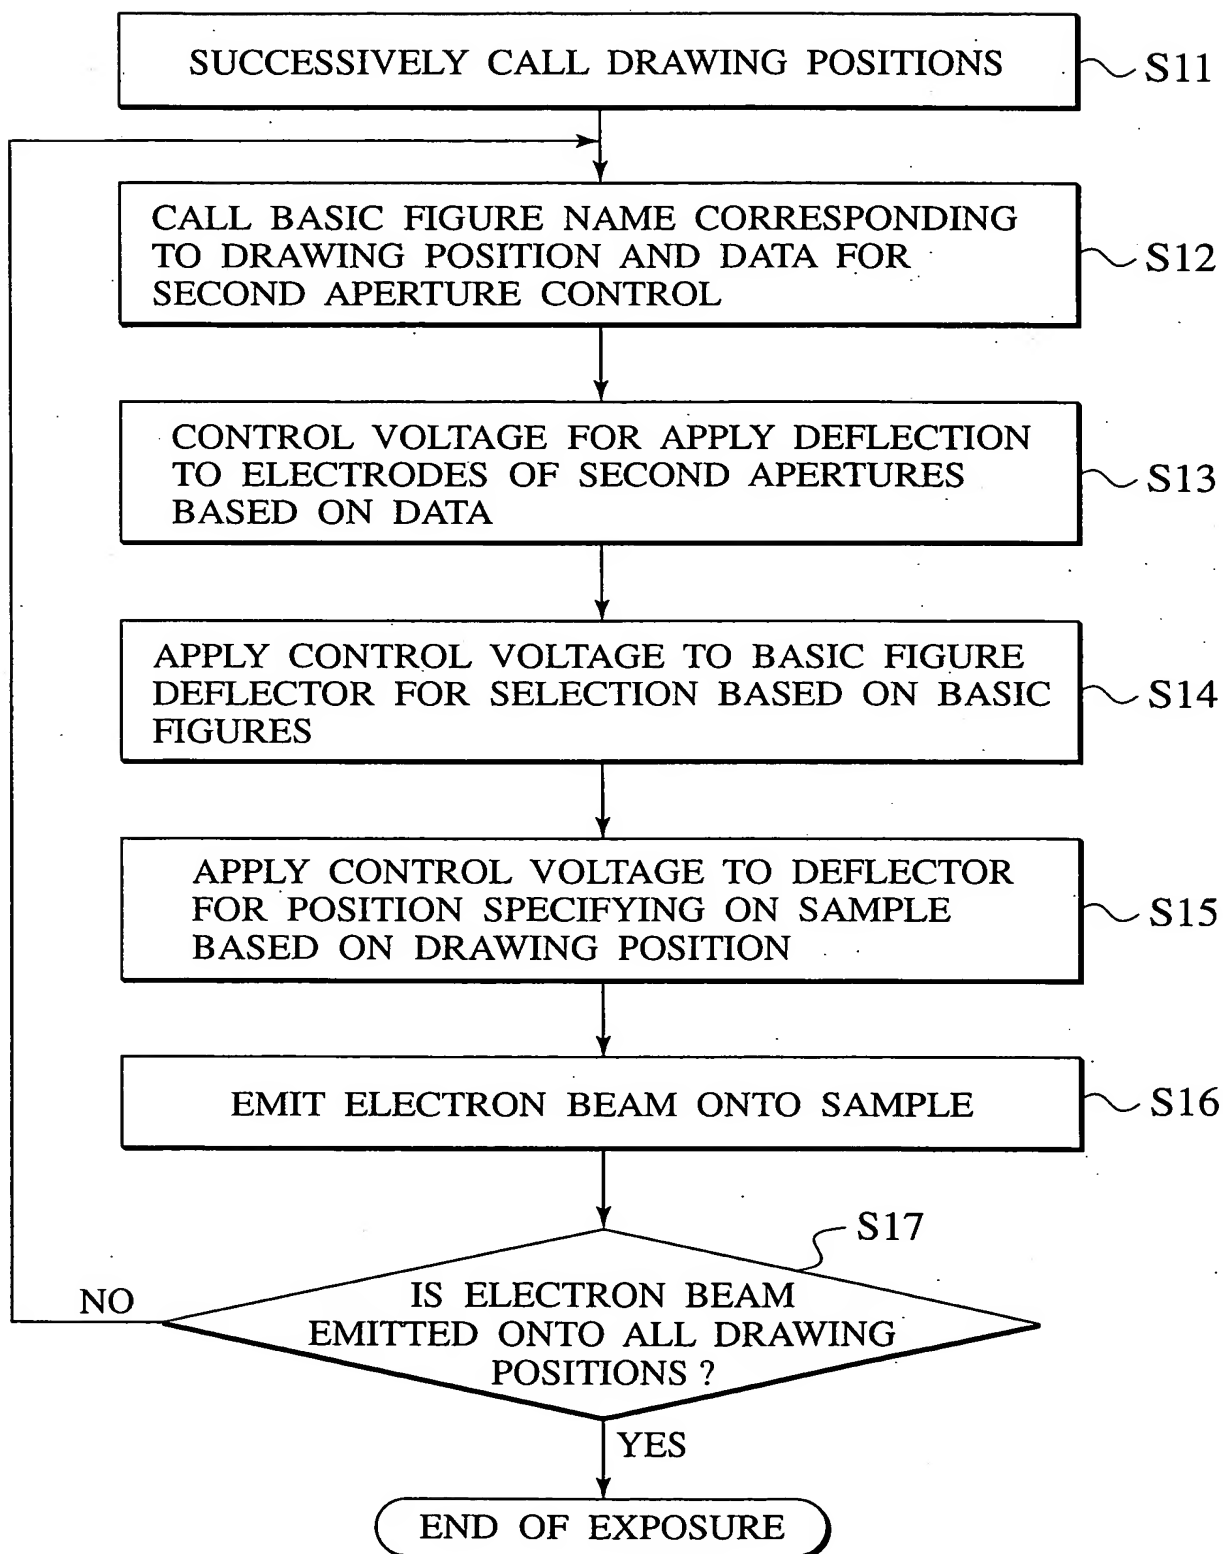 SUCCESSIVELY CALL DRAWING POSITIONS
S11
CALL BASIC FIGURE NAME CORRESPONDING
TO DRAWING POSITION AND DATA FOR
SECOND APERTURE CONTROL
S12
CONTROL VOLTAGE FOR APPLY DEFLECTION
TO ELECTRODES OF SECOND APERTURES
BASED ON DATA
S13
APPLY CONTROL VOLTAGE TO BASIC FIGURE
DEFLECTOR FOR SELECTION BASED ON BASIC
FIGURES
S14
APPLY CONTROL VOLTAGE TO DEFLECTOR
FOR POSITION SPECIFYING ON SAMPLE
BASED ON DRAWING POSITION
S15
EMIT ELECTRON BEAM ONTO SAMPLE
S16
S17
IS ELECTRON BEAM
EMITTED ONTO ALL DRAWING
POSITIONS ?
NO
YES
END OF EXPOSURE